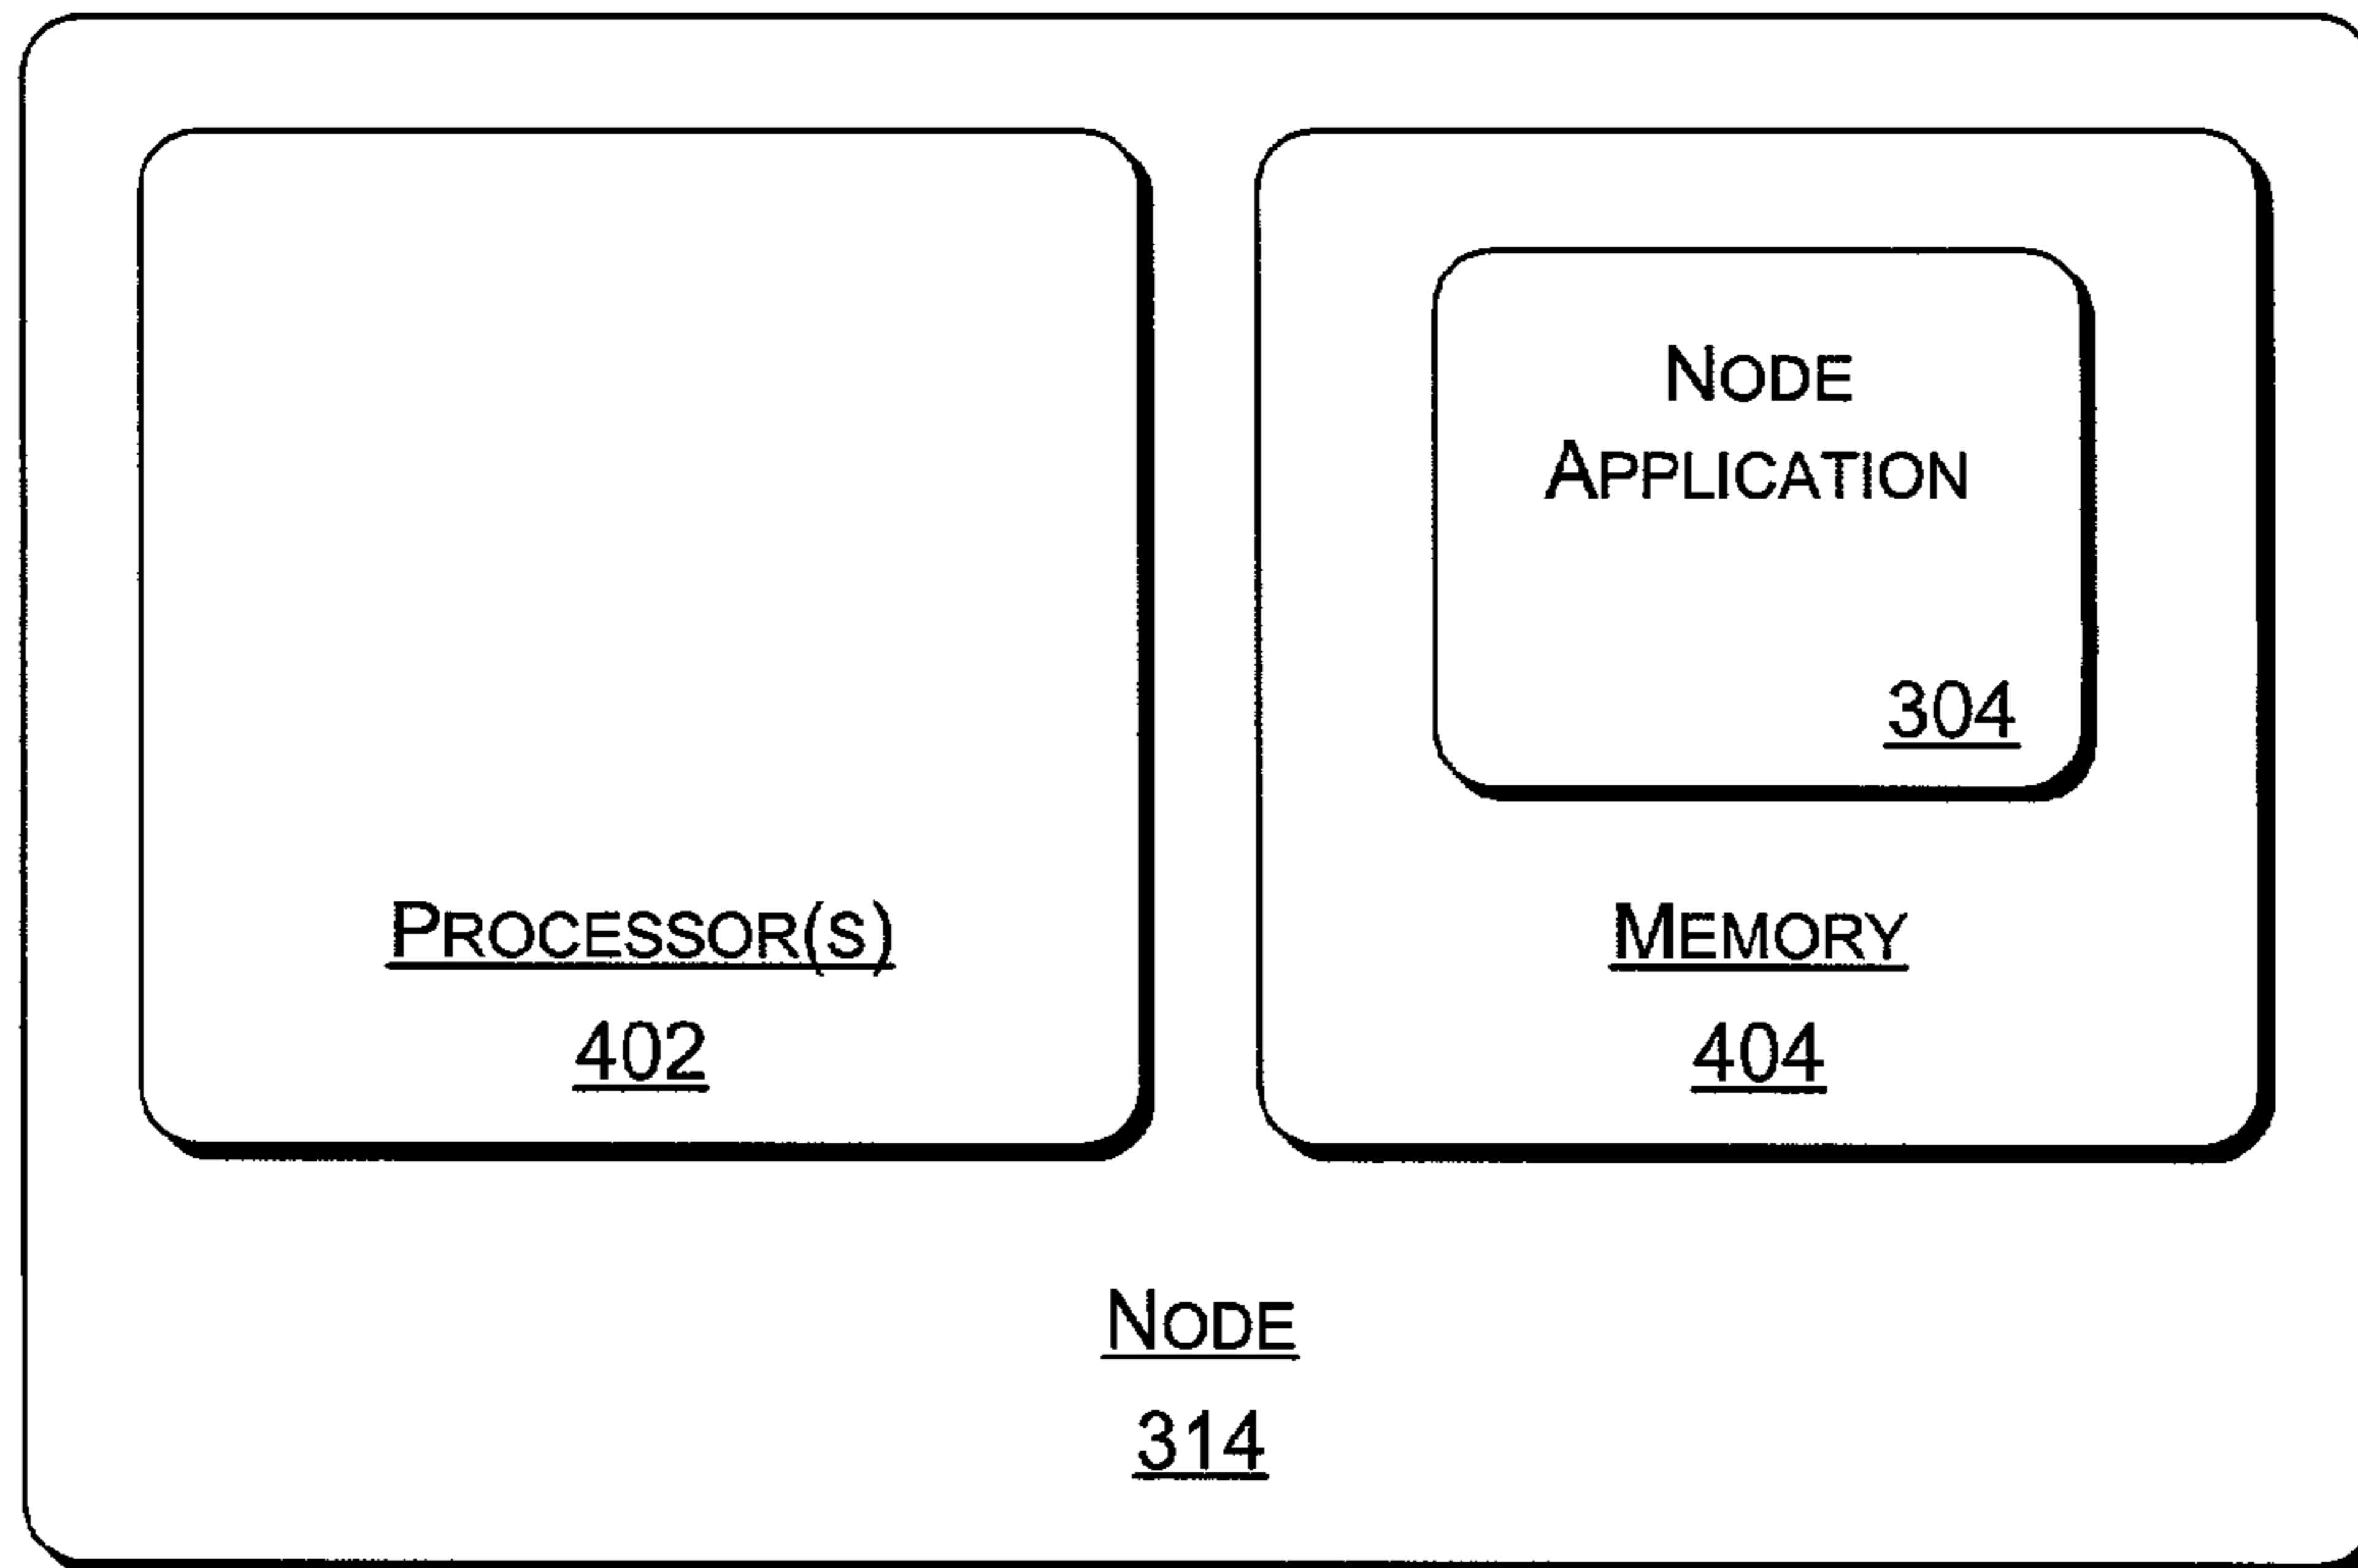 NODE
APPLICATION
304
PROCESSOR(S)
402
MEMORY
404
NODE
314